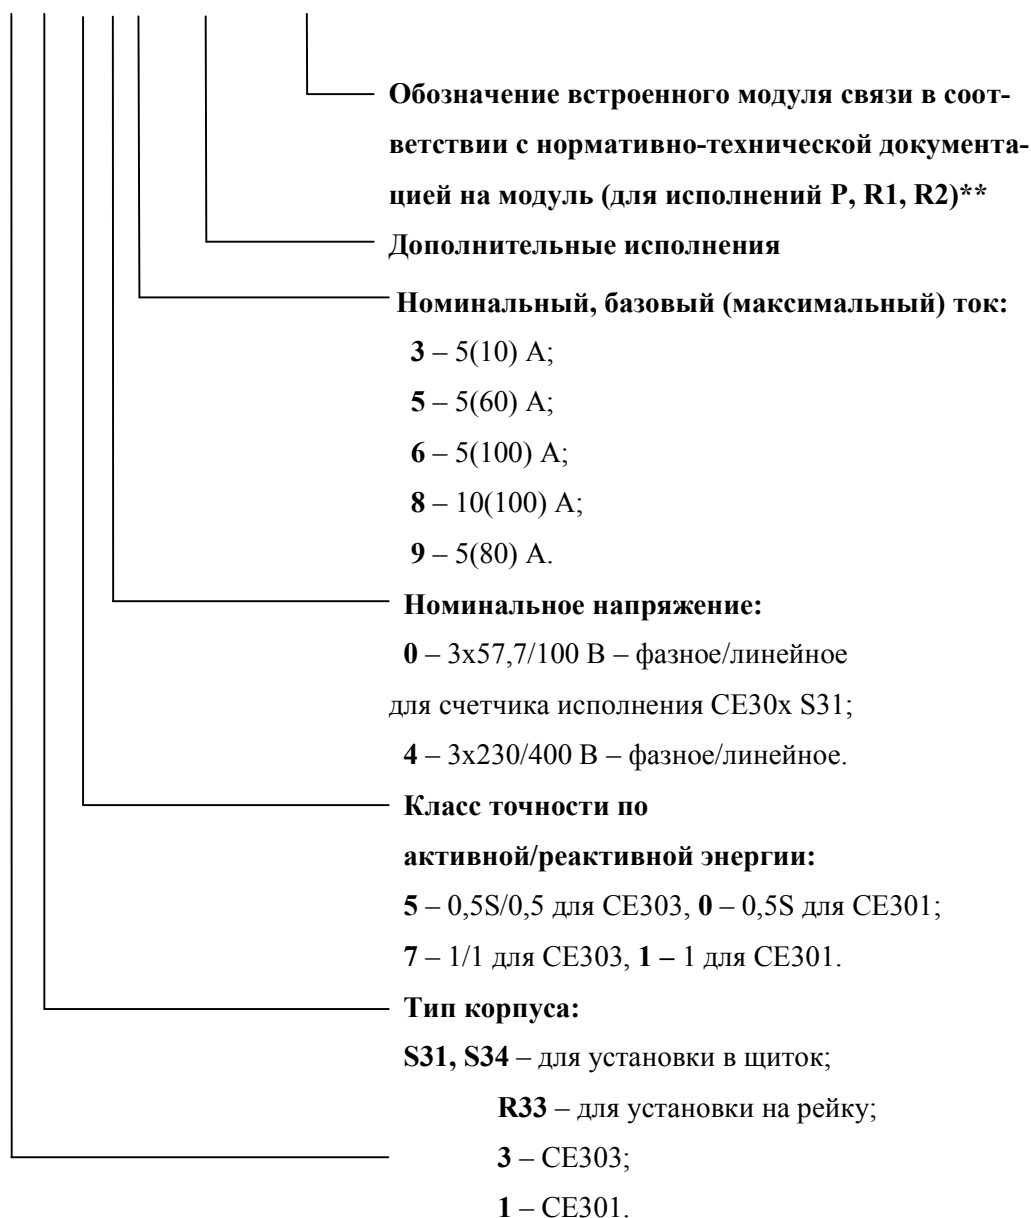 Обозначение встроенного модуля связи в соот-
ветствии с нормативно-технической документа-
цией на модуль (для исполнений P, R1, R2)**
Дополнительные исполнения
Номинальный, базовый (максимальный) ток:
3 – 5(10) А;
5 – 5(60) А;
6 – 5(100) А;
8 – 10(100) А;
9 – 5(80) А.
Номинальное напряжение:
0 – 3х57,7/100 В – фазное/линейное
для счетчика исполнения СЕ30х S31;
4 – 3х230/400 В – фазное/линейное.
Класс точности по
активной/реактивной энергии:
5 – 0,5S/0,5 для СЕ303, 0 – 0,5S для СЕ301;
7 – 1/1 для СЕ303, 1 – 1 для СЕ301.
Тип корпуса:
S31, S34 – для установки в щиток;
R33 – для установки на рейку;
3 – СЕ303;
1 – СЕ301.